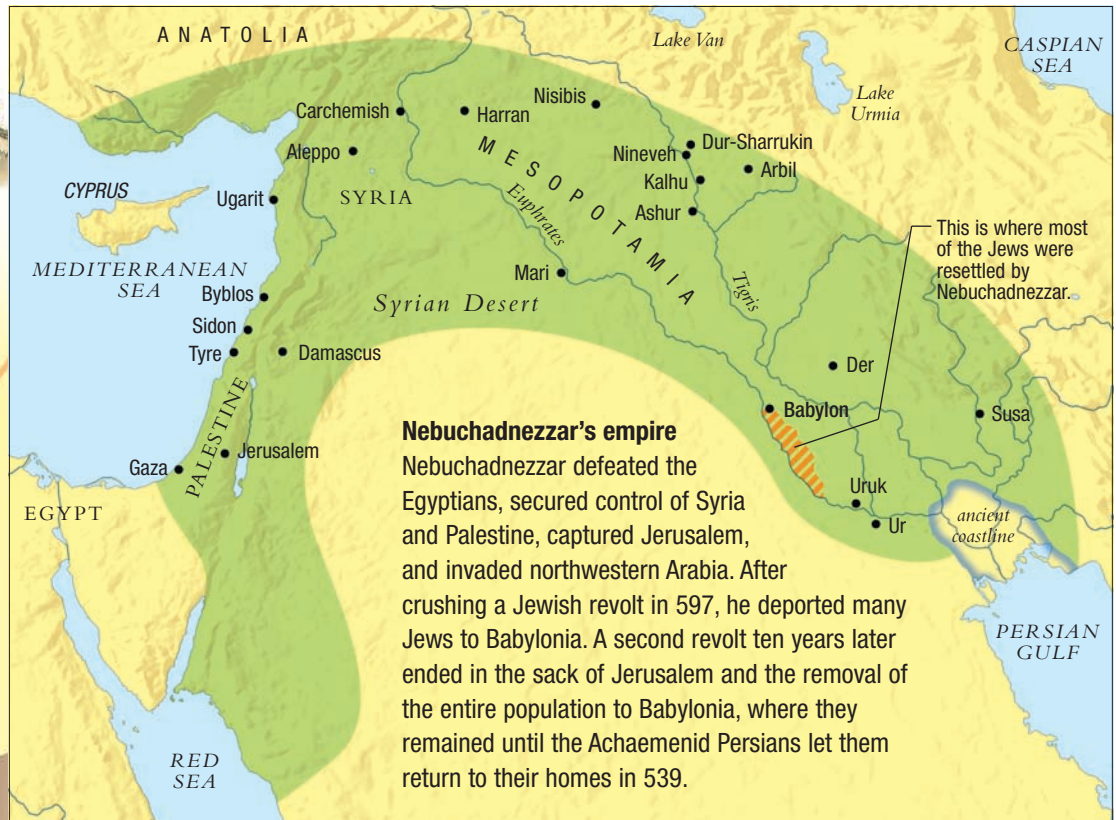 ANATOLIA
Lake Van
CASPIAN
SEA
Lake
Urmia
Carchemish
Harran
Nisibis
Dur-Sharrukin
Nineveh
Arbil
Aleppo
MESOPOTAMIA
Kalhu
CYPRUS
Ugarit
SYRIA
Euphrates
Ashur
This is where most
of the Jews were
resettled by
Nebuchadnezzar.
MEDITERRANEAN
SEA
Mari
Tigris
Byblos
Syrian Desert
Sidon
Tyre
Damascus
Der
PALESTINE
Babylon
Susa
Jerusalem
Gaza
EGYPT
Uruk
Ur
ancient
coastline
Nebuchadnezzar's empire
Nebuchadnezzar defeated the
Egyptians, secured control of Syria
and Palestine, captured Jerusalem,
and invaded northwestern Arabia. After
crushing a Jewish revolt in 597, he deported many
Jews to Babylonia. A second revolt ten years later
ended in the sack of Jerusalem and the removal of
the entire population to Babylonia, where they
remained until the Achaemenid Persians let them
return to their homes in 539.
PERSIAN
GULF
RED
SEA